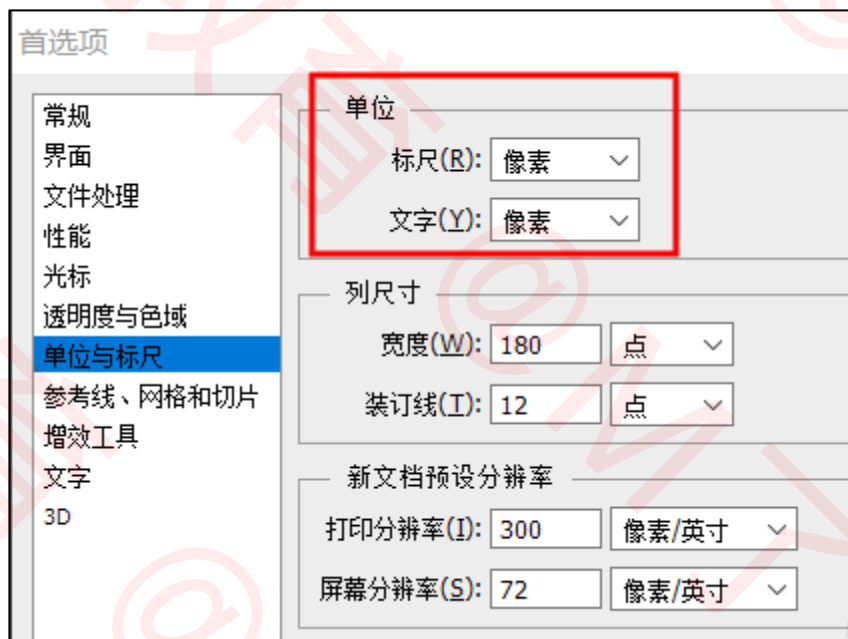 首选项
常规
界面
文件处理
性能
光标
透明度与色域
单位与标尺
参考线、网格和切片
增效工具
文字
3D
单位
标尺(R): 像素
文字(Y): 像素
列尺寸
宽度(W): 180 点
装订线(T): 12 点
新文档预设分辨率
打印分辨率(I): 300 像素/英寸
屏幕分辨率(S): 72 像素/英寸